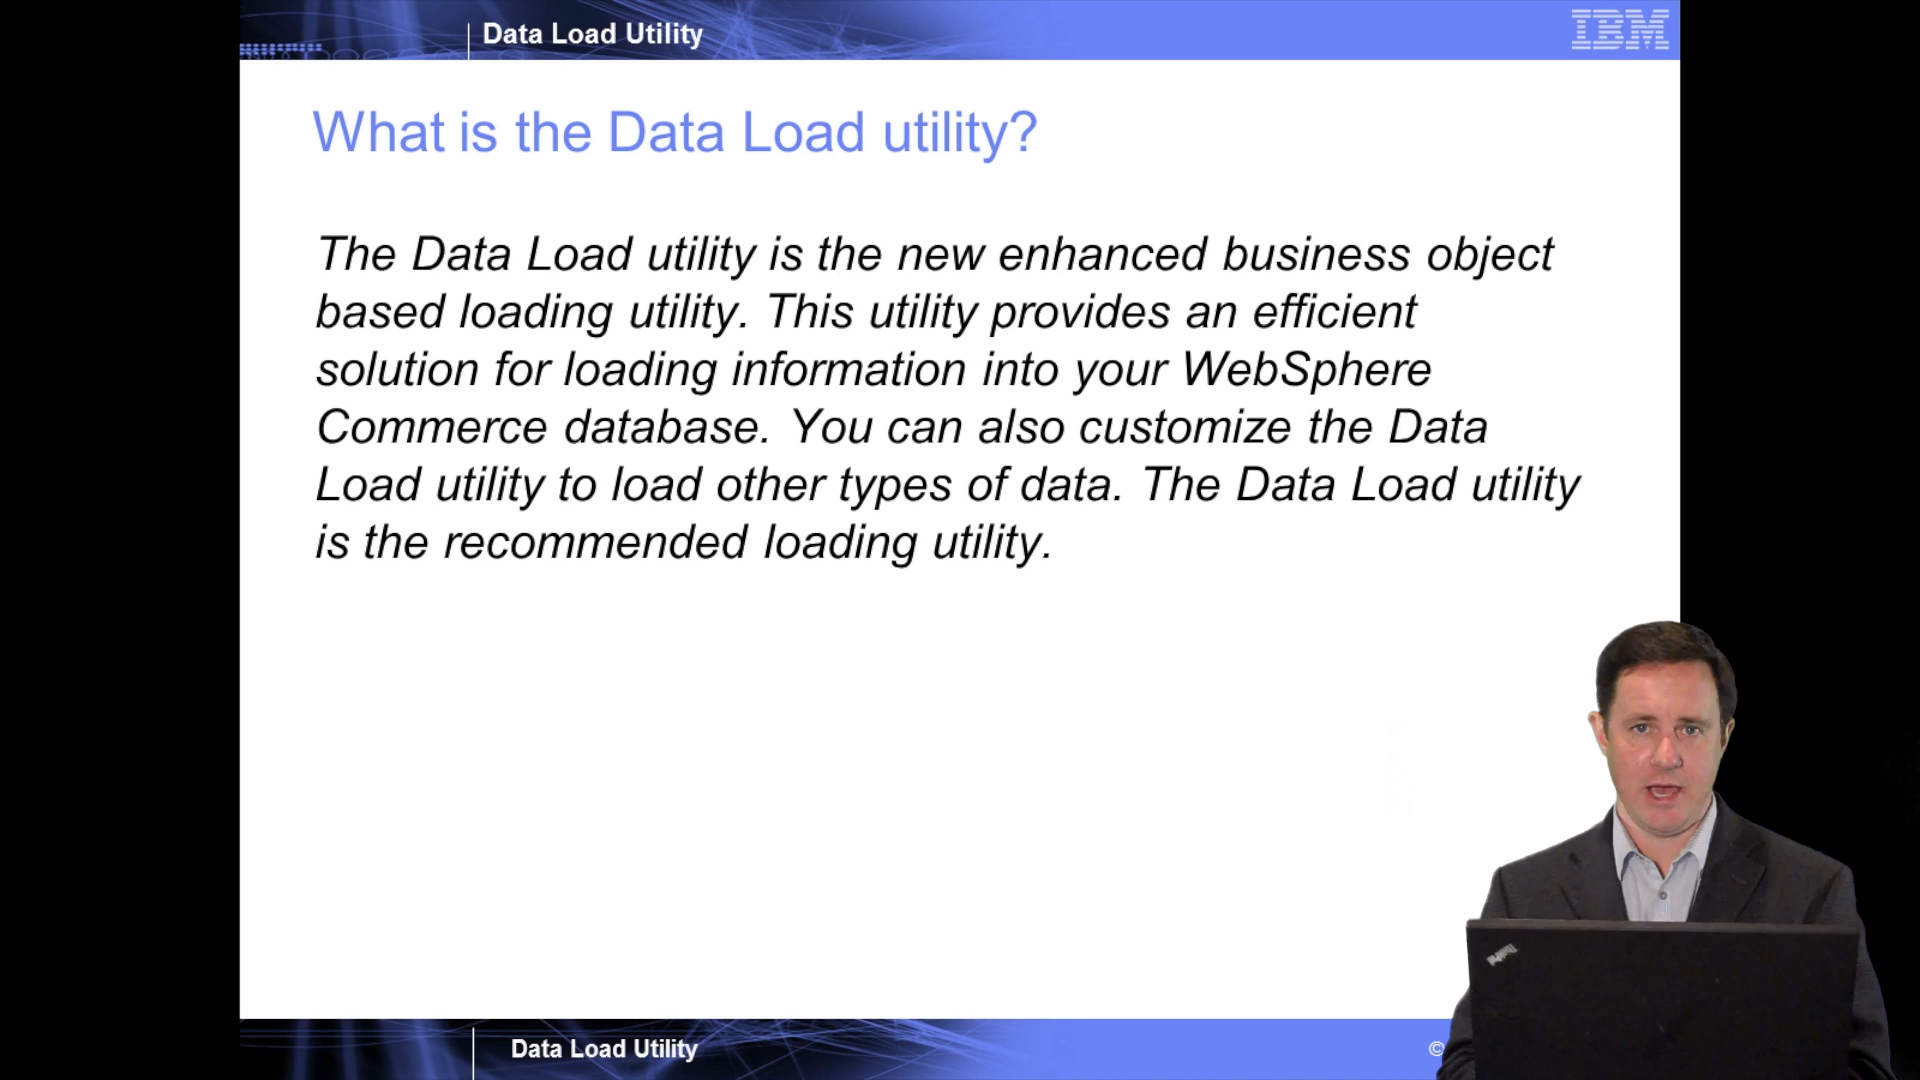 Data Load Utility
IBM
What is the Data Load utility?
The Data Load utility is the new enhanced business object
based loading utility. This utility provides an efficient
solution for loading information into your WebSphere
Commerce database. You can also customize the Data
Load utility to load other types of data. The Data Load utility
is the recommended loading utility.
Data Load Utility
©